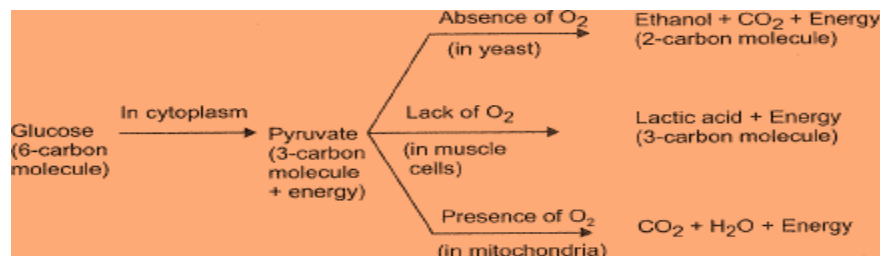 Absence of O2
(in yeast)
Ethanol + CO2 + Energy
(2-carbon molecule)
In cytoplasm
Glucose
(6-carbon
molecule)
Pyruvate
(3-carbon
molecule
+ energy)
Lack of O2
(in muscle
cells)
Lactic acid + Energy
(3-carbon molecule)
Presence of O2
(in mitochondria)
CO2 + H2O + Energy